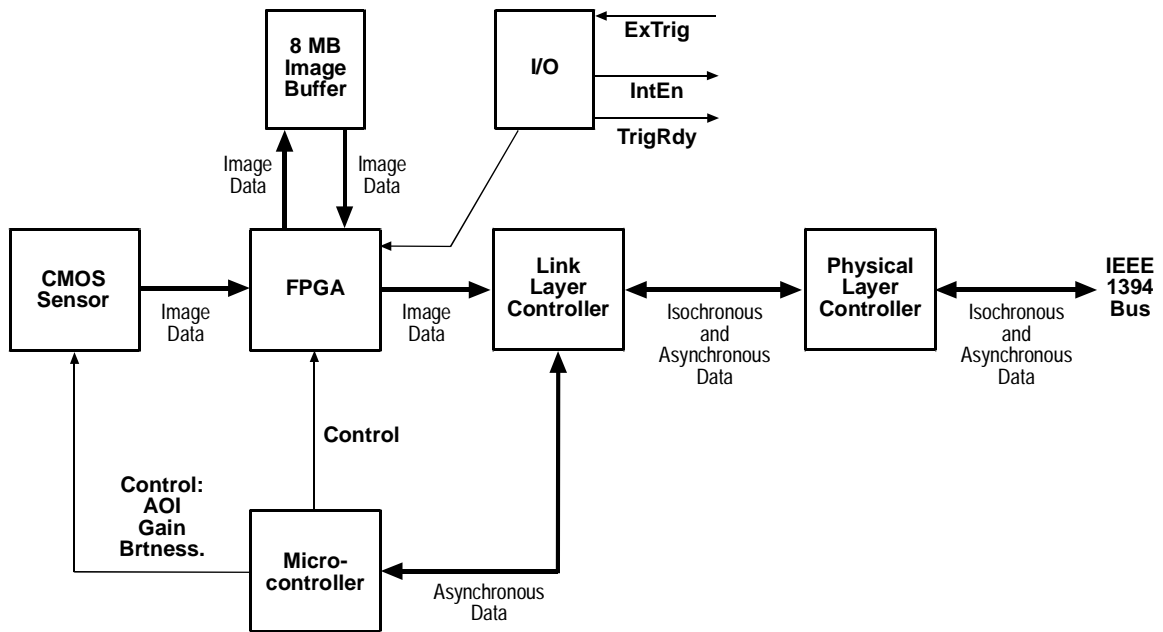 8 MB
Image
Buffer
I/O
ExTrig
IntEn
TrigRdy
Image
Data
Image
Data
CMOS
Sensor
Image
Data
FPGA
Image
Data
Link
Layer
Controller
Isochronous
and
Asynchronous
Data
Physical
Layer
Controller
Isochronous
and
Asynchronous
Data
IEEE
1394
Bus
Control
Control:
AOI
Gain
Brtness.
Micro-
controller
Asynchronous
Data